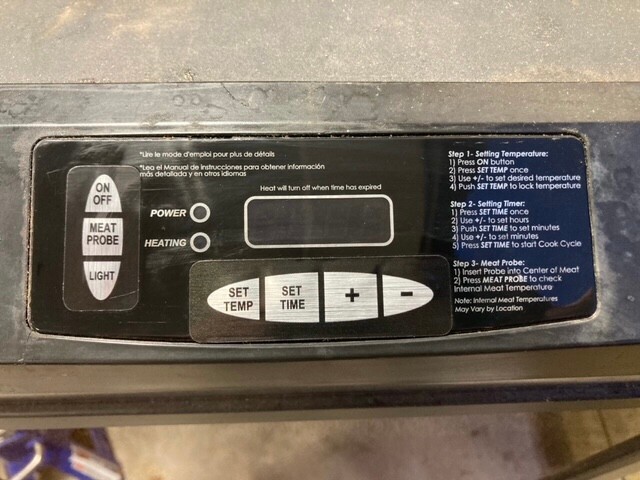 *Lire te mode d'emploi pour plus de détails
*Lea el Manual de instrucciones para obtener información
más detallada y en otros idiomas
ON
OFF
MEAT
PROBE
LIGHT
POWER
HEATING
Heat will turn off when time has expired
SET
TEMP
SET
TIME
+
-
Step 1- Setting Temperature:
1) Press ON button
2) Press SET TEMP once
3) Use +/- to set desired temperature
4) Push SET TEMP to lock temperature
Step 2- Setting Timer:
1) Press SET TIME once
2) Use +/- to set hours
3) Push SET TIME to set minutes
4) Use +/- to set minutes
5) Press SET TIME to start Cook Cycle
Step 3- Meat Probe:
1) Insert Probe into Center of Meat
2) Press MEAT PROBE to check
Internal Meat Temperature
Note: Internal Meat Temperatures
May Vary by Location